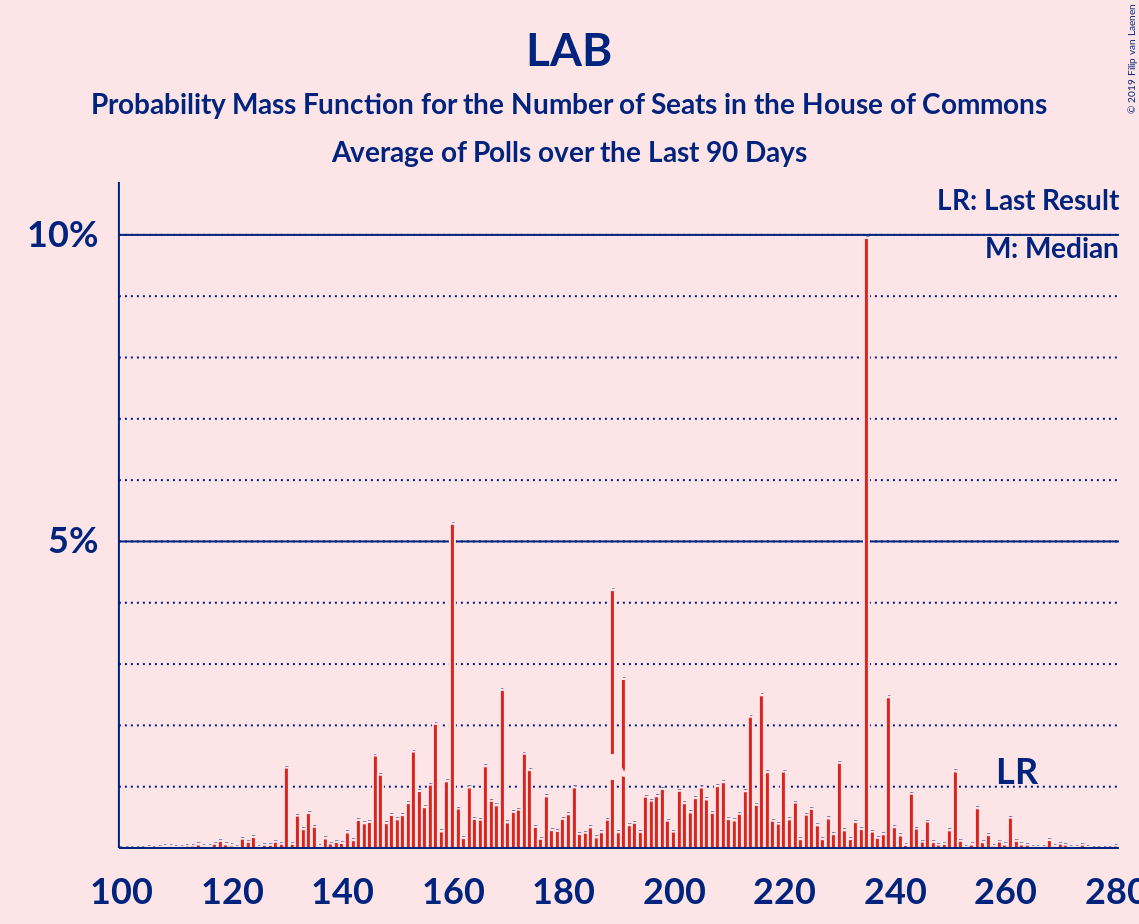 LAB
Probability Mass Function for the Number of Seats in the House of Commons
Average of Polls over the Last 90 Days
© 2019 Filip van Laenen
LR: Last Result
M: Median
10%
5%
LR
100 120 140 160 180 200 220 240 260 280